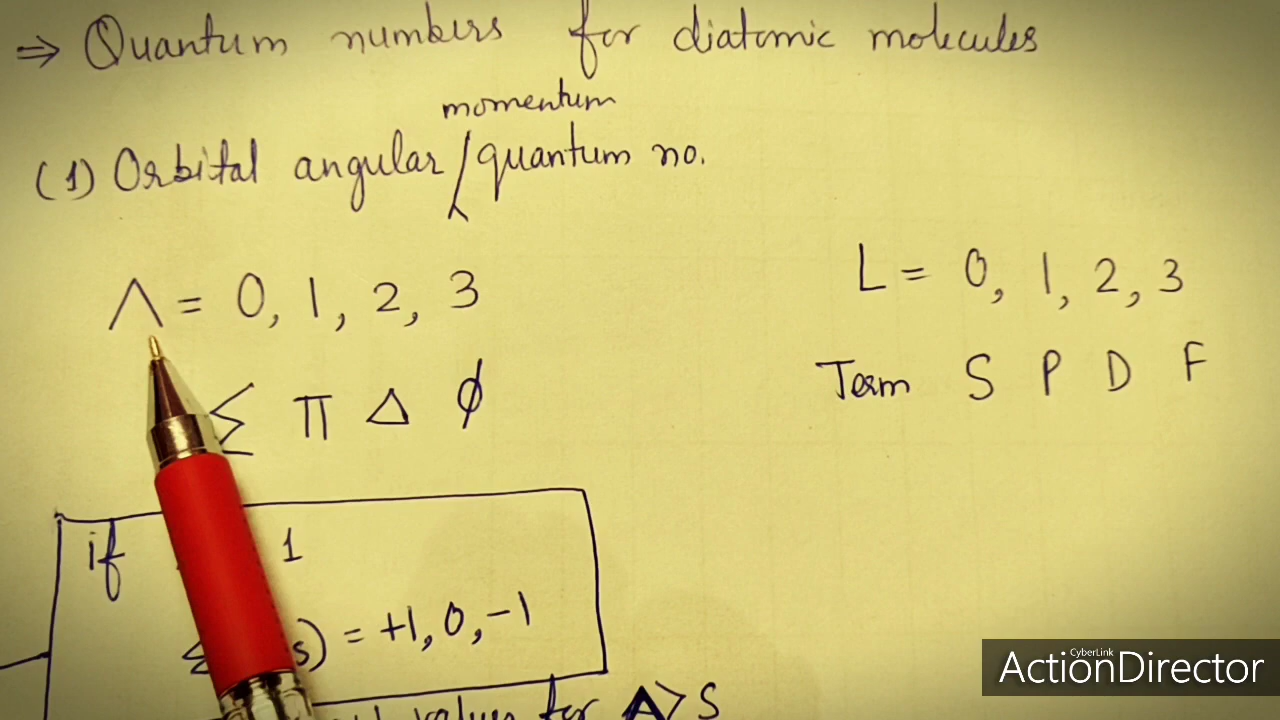 ⇒ Quantum numbers for diatomic molecules
momentum
(1) Orbital angular / quantum no.
Λ = 0, 1, 2, 3
Σ Π Δ ϕ
L = 0, 1, 2, 3
Term S P D F
if 1
s) = +1, 0, -1
values for Λ > S
CyberLink
ActionDirector